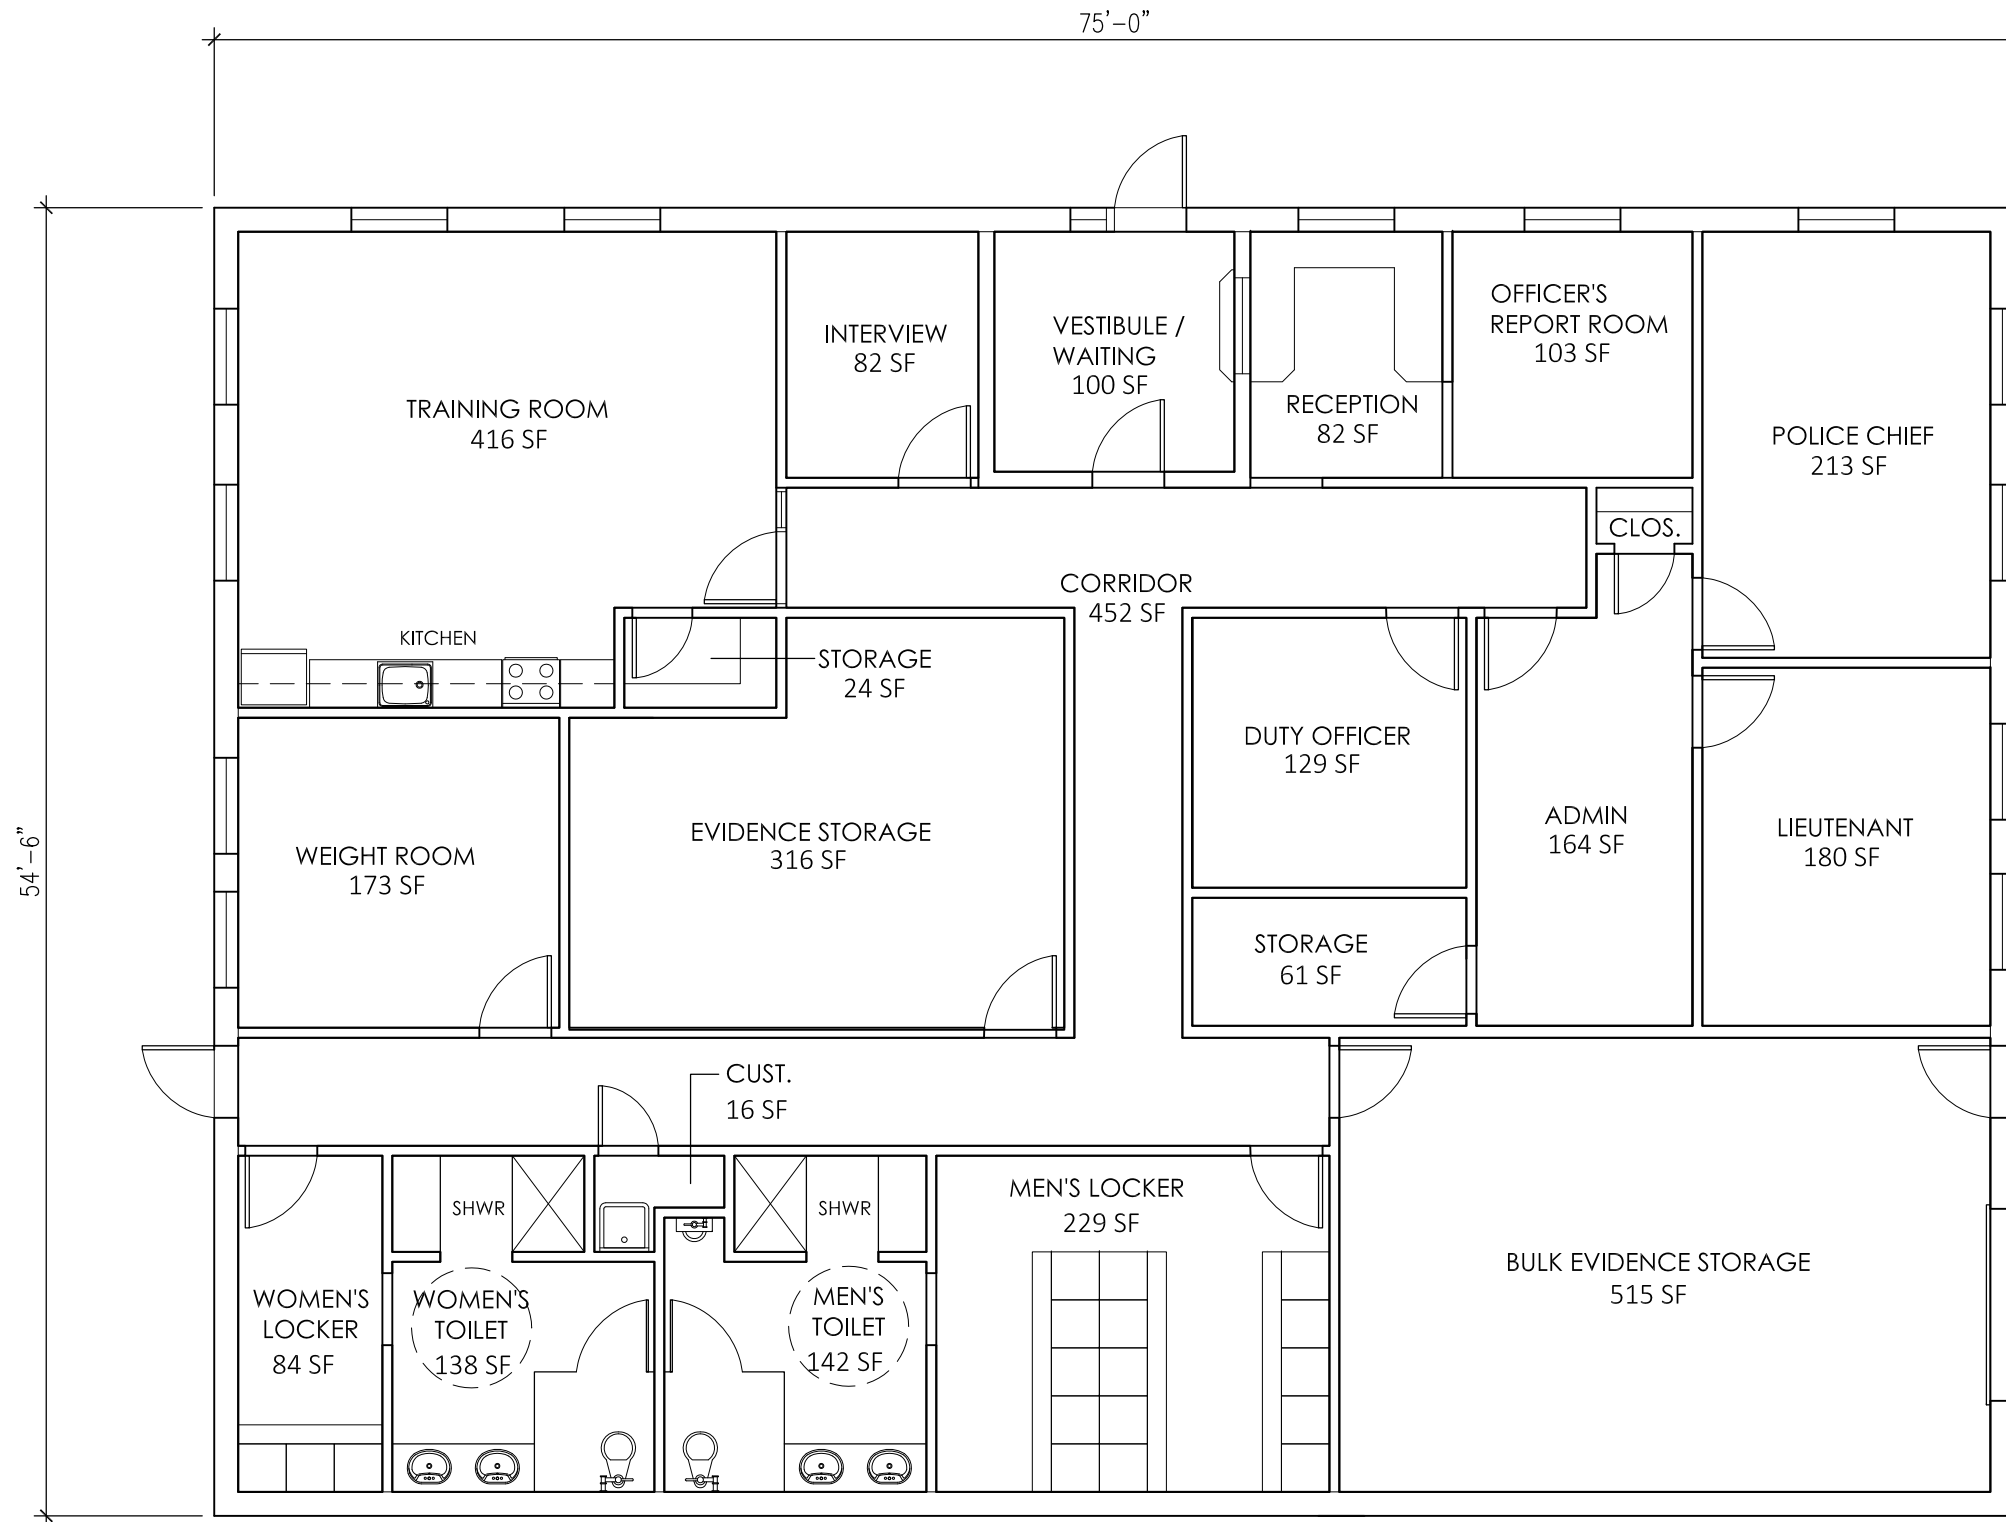 75'-0"
54'-6"
TRAINING ROOM
416 SF
INTERVIEW
82 SF
VESTIBULE /
WAITING
100 SF
RECEPTION
82 SF
OFFICER'S
REPORT ROOM
103 SF
POLICE CHIEF
213 SF
CLOS.
CORRIDOR
452 SF
KITCHEN
STORAGE
24 SF
DUTY OFFICER
129 SF
ADMIN
164 SF
LIEUTENANT
180 SF
WEIGHT ROOM
173 SF
EVIDENCE STORAGE
316 SF
STORAGE
61 SF
CUST.
16 SF
SHWR
SHWR
MEN'S LOCKER
229 SF
WOMEN'S
LOCKER
84 SF
WOMEN'S
TOILET
138 SF
MEN'S
TOILET
142 SF
BULK EVIDENCE STORAGE
515 SF